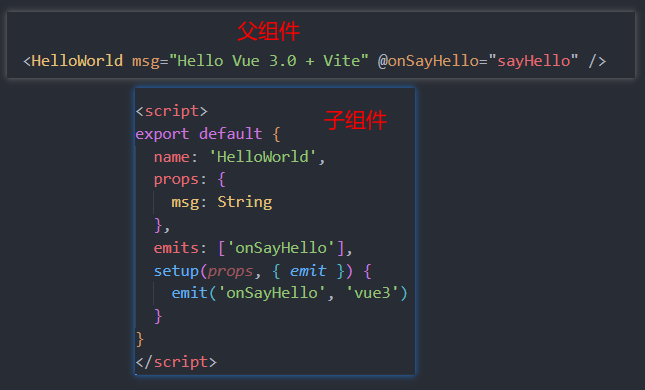 父组件
<HelloWorld msg="Hello Vue 3.0 + Vite" @onSayHello="sayHello" />
子组件
<script>
export default {
  name: 'HelloWorld',
  props: {
    msg: String
  },
  emits: ['onSayHello'],
  setup(props, { emit }) {
    emit('onSayHello', 'vue3')
  }
}
</script>